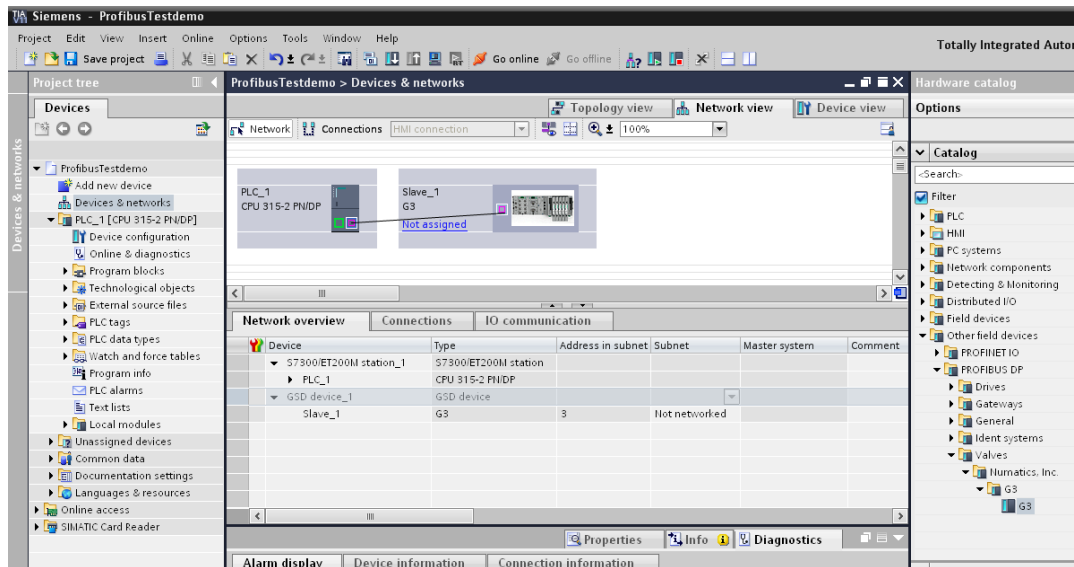 Siemens - ProfibusTestdemo
Project Edit View Insert Online Options Tools Window Help
Save project Go online Go offline
Totally Integrated Autor
Project tree
Devices
Devices & networks
ProfibusTestdemo
Add new device
Devices & networks
PLC_1 [CPU 315-2 PN/DP]
Device configuration
Online & diagnostics
Program blocks
Technological objects
External source files
PLC tags
PLC data types
Watch and force tables
Program info
PLC alarms
Text lists
Local modules
Unassigned devices
Common data
Documentation settings
Languages & resources
Online access
SIMATIC Card Reader
ProfibusTestdemo > Devices & networks
Topology view Network view Device view
Network Connections HMI connection 100%
PLC_1
CPU 315-2 PN/DP
Slave_1
G3
Not assigned
Network overview Connections IO communication
Device Type Address in subnet Subnet Master system Comment
S7300/ET200M station_1 S7300/ET200M station
PLC_1 CPU 315-2 PN/DP
GSD device_1 GSD device
Slave_1 G3 3 Not networked
Properties Info Diagnostics
Alarm display Device information Connection information
Hardware catalog
Options
Catalog
<Search>
Filter
PLC
HMI
PC systems
Network components
Detecting & Monitoring
Distributed I/O
Field devices
Other field devices
PROFINET IO
PROFIBUS DP
Drives
Gateways
General
Ident systems
Valves
Numatics, Inc.
G3
G3